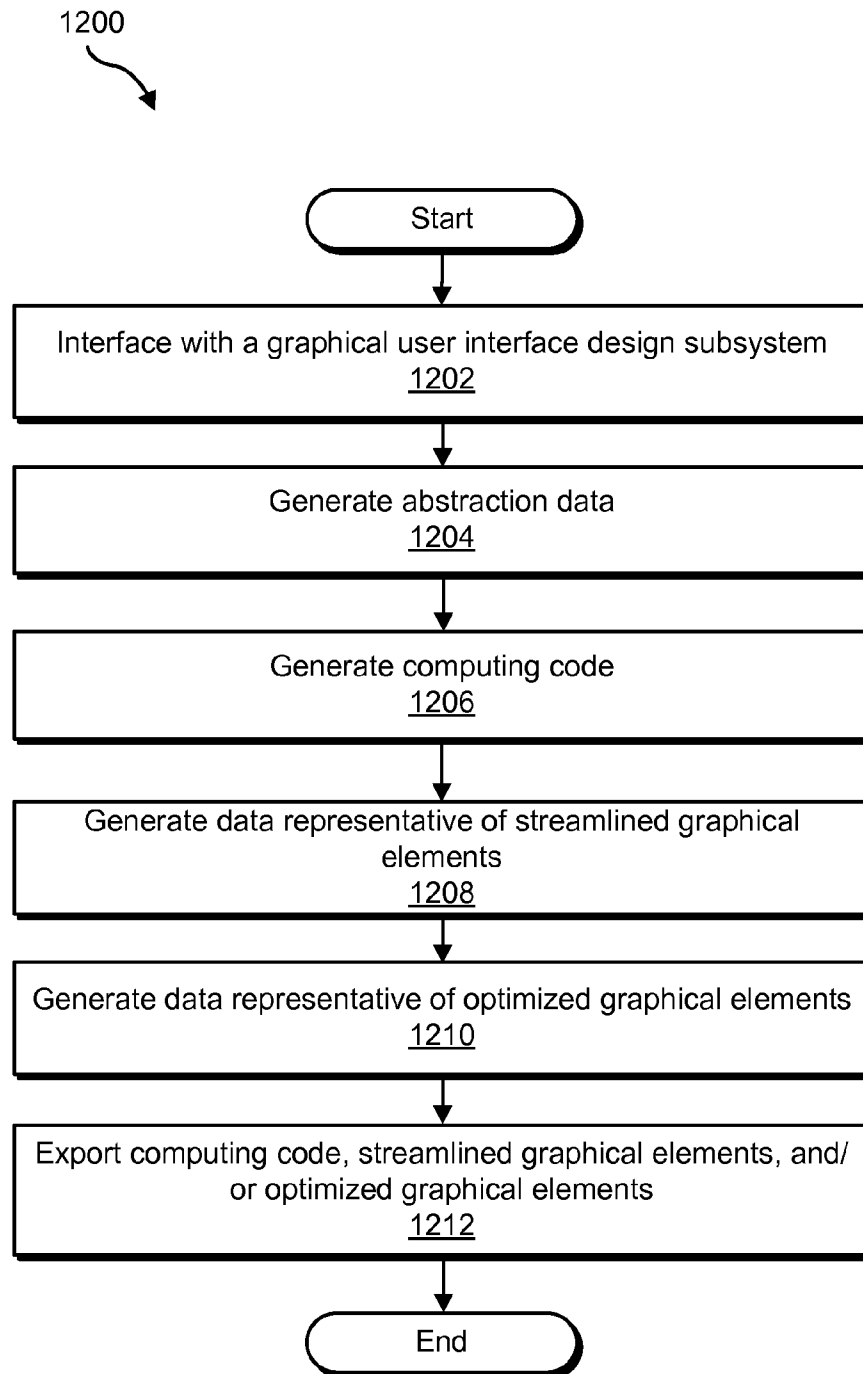 1200
Start
Interface with a graphical user interface design subsystem
1202
Generate abstraction data
1204
Generate computing code
1206
Generate data representative of streamlined graphical
elements
1208
Generate data representative of optimized graphical elements
1210
Export computing code, streamlined graphical elements, and/
or optimized graphical elements
1212
End